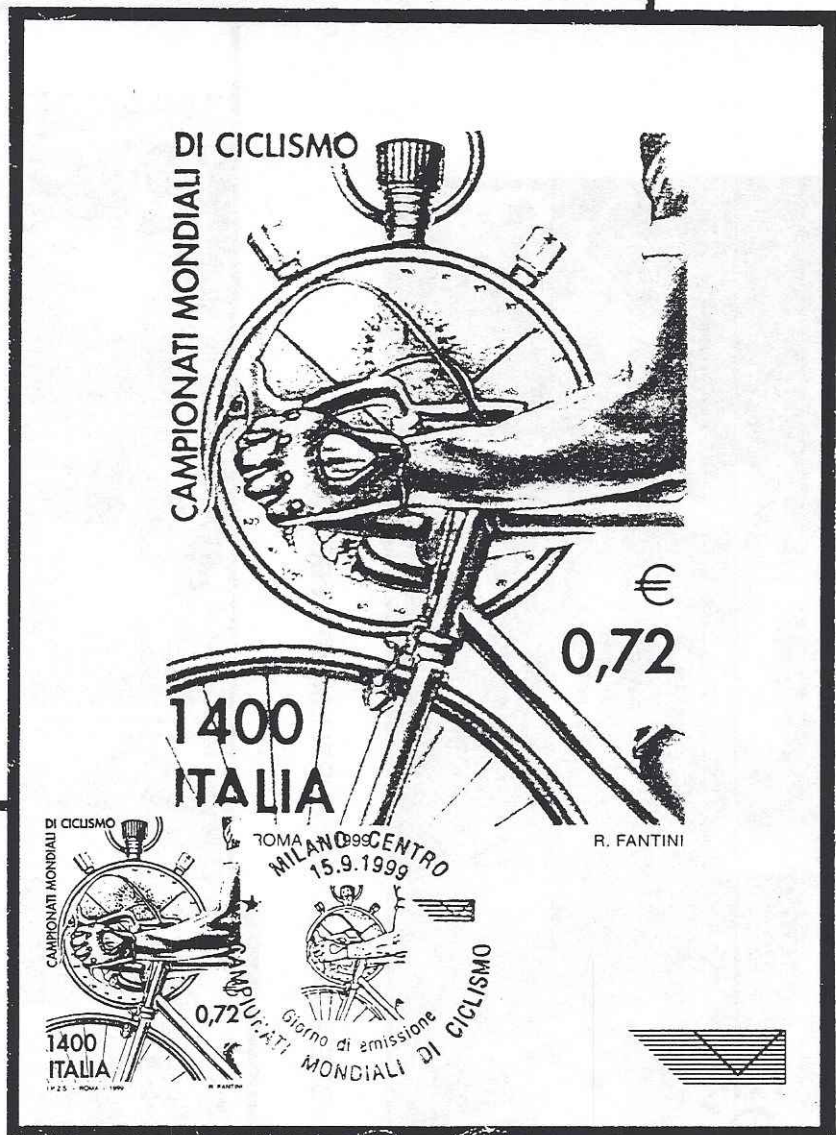 DI CICLISMO
CAMPIONATI MONDIALI
€
0,72
1400
ITALIA
ROMA 1999
R. FANTINI
DI CICLISMO
CAMPIONATI MONDIALI
€
0,72
1400
ITALIA
I.P.Z.S. - ROMA - 1999
R. FANTINI
MILANO CENTRO
15.9.1999
Giorno di emissione
CAMPIONATI MONDIALI DI CICLISMO